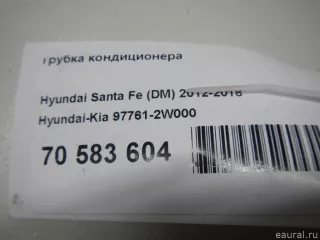 Трубка кондиционера
Hyundai Santa Fe (DM) 2012-2018
Hyundai-Kia 97761-2W000
70 583 604
eaural.ru